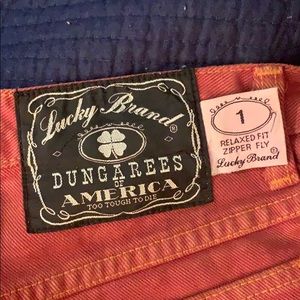 Lucky Brand
®
DUNGAREES
OF
AMERICA
TOO TOUGH TO DIE
1
RELAXED FIT
ZIPPER FLY
Lucky Brand